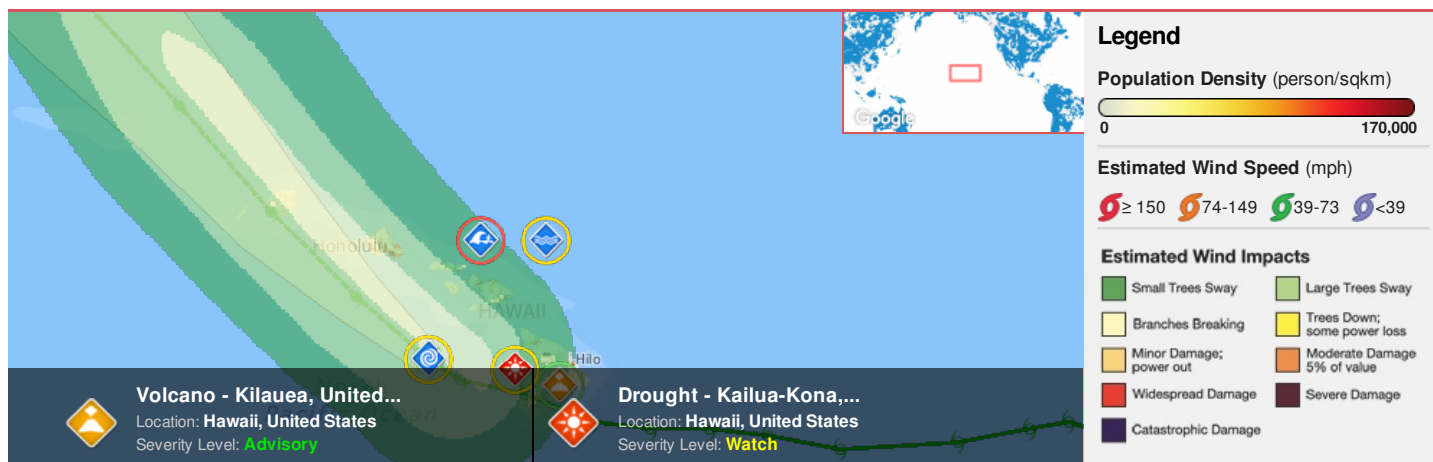 Google
Honolulu
HAWAII
Hilo
Volcano - Kilauea, United...
Location: Hawaii, United States
Severity Level: Advisory
Drought - Kailua-Kona,...
Location: Hawaii, United States
Severity Level: Watch
Legend
Population Density (person/sqkm)
0 170,000
Estimated Wind Speed (mph)
≥ 150 74-149 39-73 <39
Estimated Wind Impacts
Small Trees Sway
Large Trees Sway
Branches Breaking
Trees Down;
some power loss
Minor Damage;
power out
Moderate Damage
5% of value
Widespread Damage
Severe Damage
Catastrophic Damage